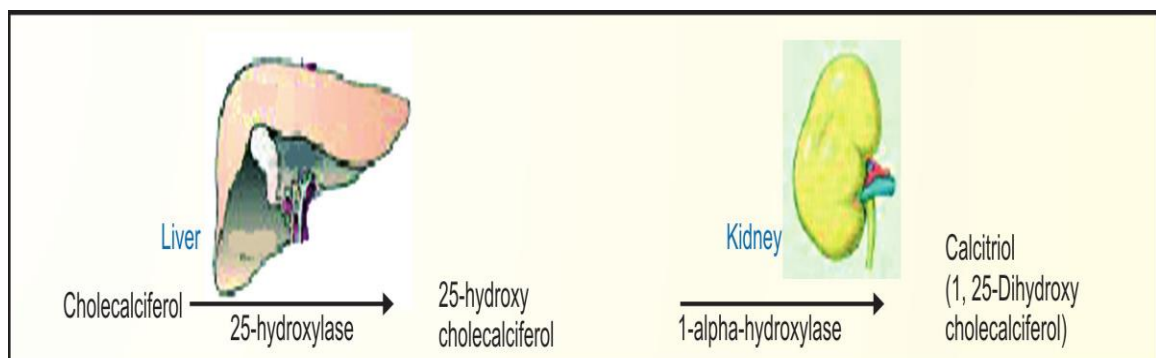 Liver
Cholecalciferol
25-hydroxylase
25-hydroxy
cholecalciferol
Kidney
1-alpha-hydroxylase
Calcitriol
(1, 25-Dihydroxy
cholecalciferol)